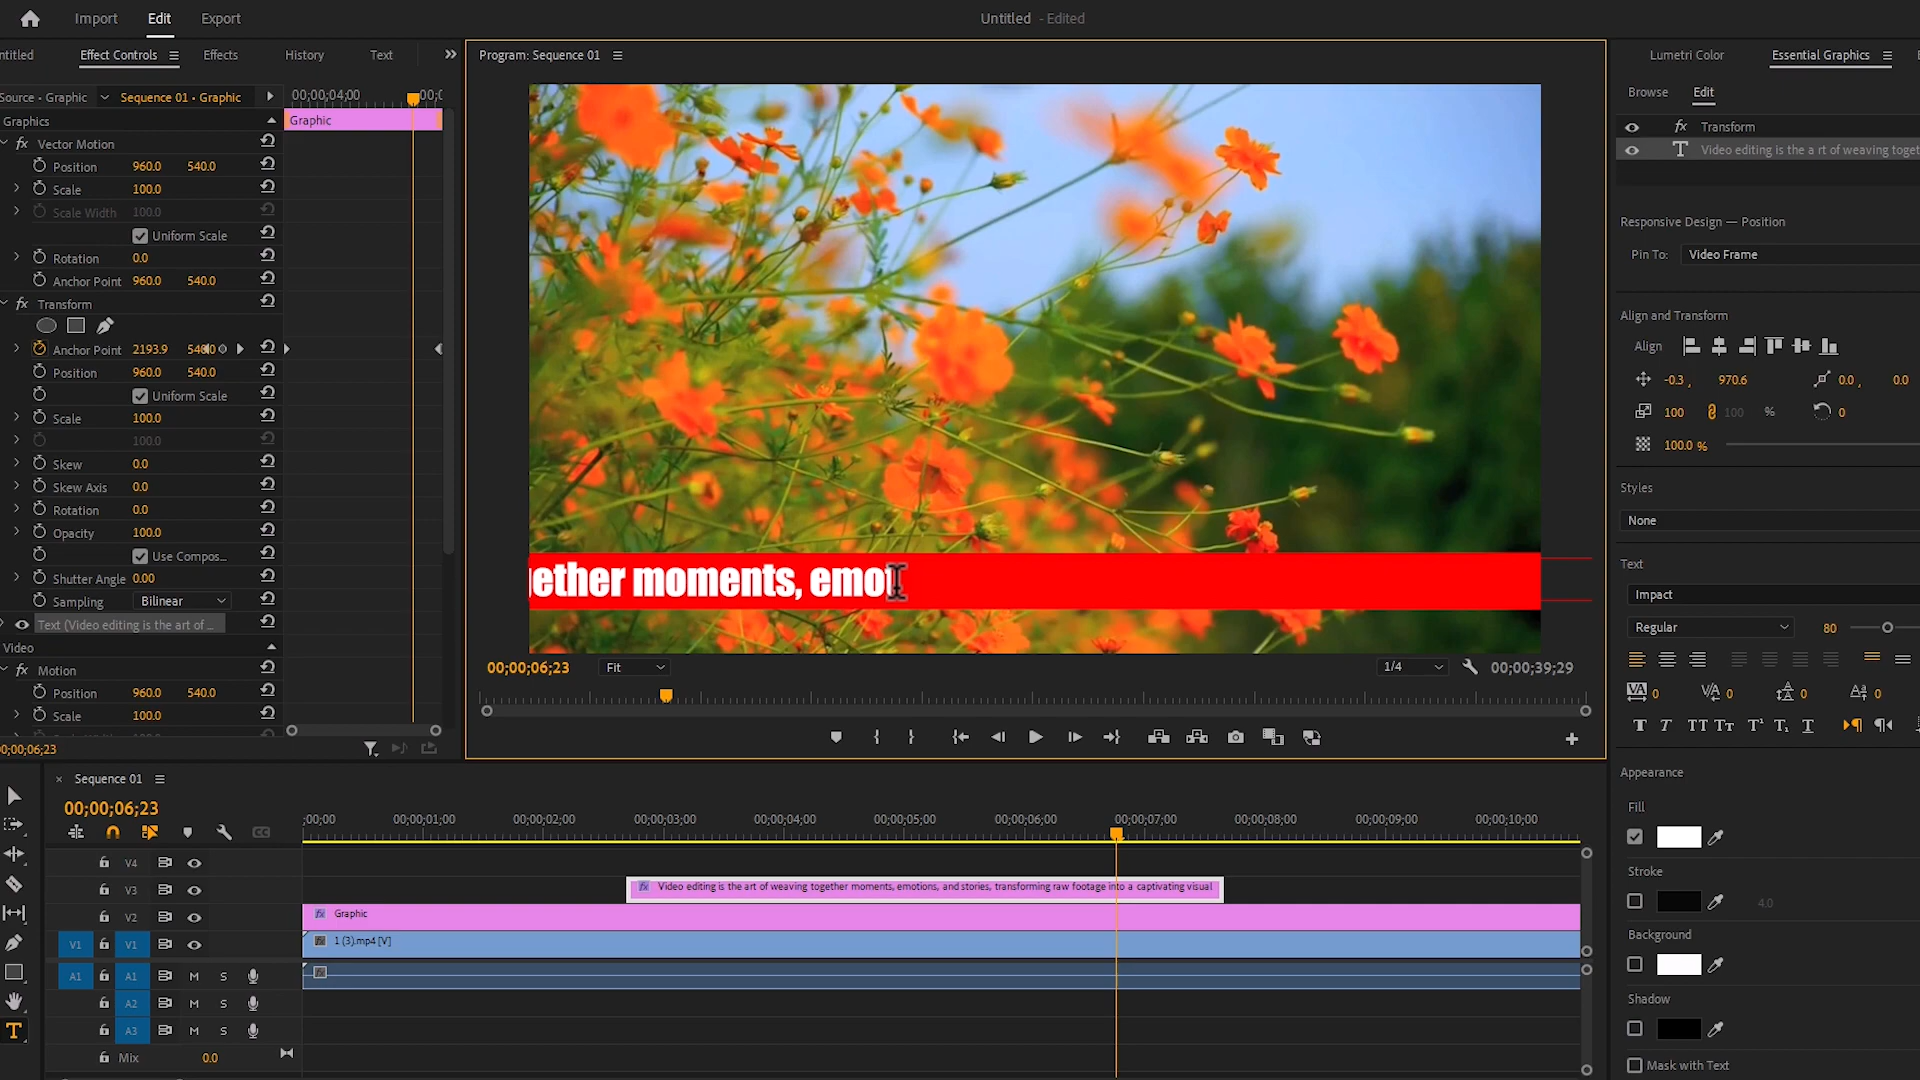 Import
Edit
Export
Untitled - Edited
ntitled
Effect Controls
Effects
History
Text
Source · Graphic
Sequence 01 · Graphic
00;00;04;00
00;0
Graphics
Graphic
Vector Motion
Position 960.0 540.0
Scale 100.0
Scale Width 100.0
Uniform Scale
Rotation 0.0
Anchor Point 960.0 540.0
Transform
Anchor Point 2193.9
Position 960.0 540.0
Uniform Scale
Scale 100.0
100.0
Skew 0.0
Skew Axis 0.0
Rotation 0.0
Opacity 100.0
Use Compos...
Shutter Angle 0.00
Sampling Bilinear
Text (Video editing is the art of ...
Video
Motion
Position 960.0 540.0
Scale 100.0
0;00;06;23
Program: Sequence 01
gether moments, emot
00;00;06;23
Fit
1/4
00;00;39;29
Lumetri Color
Essential Graphics
Browse
Edit
Transform
Video editing is the a rt of weaving toget
Responsive Design — Position
Pin To: Video Frame
Align and Transform
Align
-0.3 , 970.6 0.0 , 0.0
100 100 % 0
100.0 %
Styles
None
Text
Impact
Regular 80
0 0 0 0
Appearance
Fill
Stroke
4.0
Background
Shadow
Mask with Text
Sequence 01
00;00;06;23
;00;00 00;00;01;00 00;00;02;00 00;00;03;00 00;00;04;00 00;00;05;00 00;00;06;00 00;00;07;00 00;00;08;00 00;00;09;00 00;00;10;00
V4
V3
Video editing is the art of weaving together moments, emotions, and stories, transforming raw footage into a captivating visual
V2
Graphic
V1 V1
1 (3).mp4 [V]
A1 A1 M S
A2 M S
A3 M S
Mix 0.0